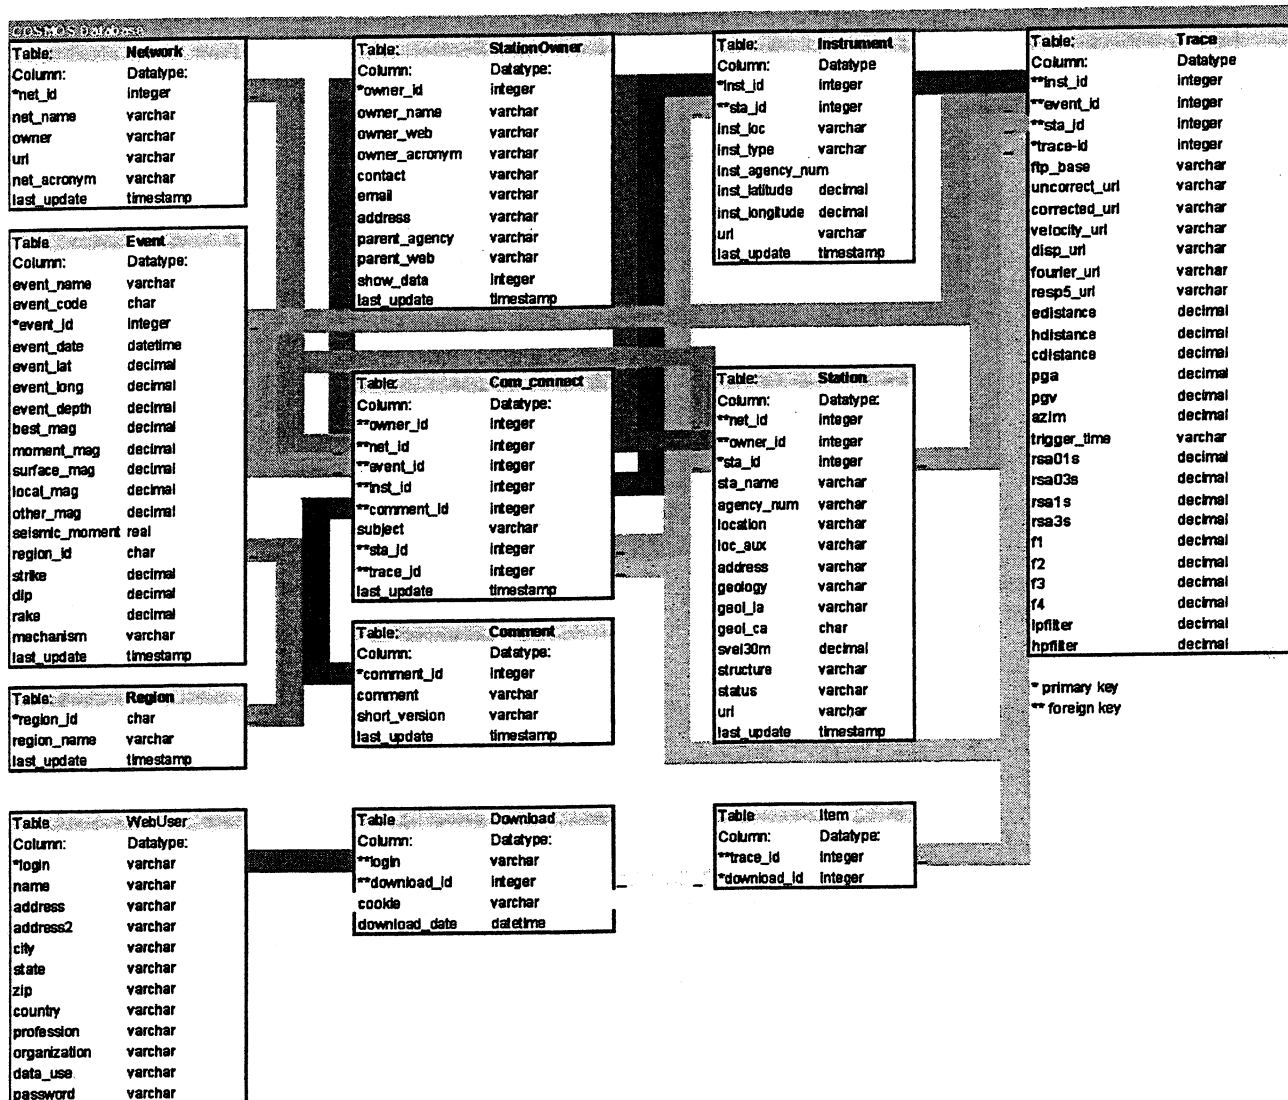 COSMOS Database
Table: Network
Column: Datatype:
*net_id integer
net_name varchar
owner varchar
url varchar
net_acronym varchar
last_update timestamp
Table Event
Column: Datatype:
event_name varchar
event_code char
*event_id integer
event_date datetime
event_lat decimal
event_long decimal
event_depth decimal
best_mag decimal
moment_mag decimal
surface_mag decimal
local_mag decimal
other_mag decimal
seismic_moment real
region_id char
strike decimal
dip decimal
rake decimal
mechanism varchar
last_update timestamp
Table: Region
*region_id char
region_name varchar
last_update timestamp
Table WebUser
Column: Datatype:
*login varchar
name varchar
address varchar
address2 varchar
city varchar
state varchar
zip varchar
country varchar
profession varchar
organization varchar
data_use varchar
password varchar
Table: StationOwner
Column: Datatype:
*owner_id integer
owner_name varchar
owner_web varchar
owner_acronym varchar
contact varchar
email varchar
address varchar
parent_agency varchar
parent_web varchar
show_data integer
last_update timestamp
Table: Com_connect
Column: Datatype:
**owner_id integer
**net_id integer
**event_id integer
**inst_id integer
**comment_id integer
subject varchar
**sta_id integer
**trace_id integer
last_update timestamp
Table: Comment
Column: Datatype:
*comment_id integer
comment varchar
short_version varchar
last_update timestamp
Table Download
Column: Datatype:
**login varchar
**download_id integer
cookie varchar
download_date datetime
Table: Instrument
Column: Datatype
*inst_id integer
**sta_id integer
inst_loc varchar
inst_type varchar
inst_agency_num
inst_latitude decimal
inst_longitude decimal
url varchar
last_update timestamp
Table: Station
Column: Datatype:
**net_id integer
**owner_id integer
*sta_id integer
sta_name varchar
agency_num varchar
location varchar
loc_aux varchar
address varchar
geology varchar
geol_la varchar
geol_ca char
svel30m decimal
structure varchar
status varchar
url varchar
last_update timestamp
Table Item
Column: Datatype:
**trace_id integer
*download_id integer
Table: Trace
Column: Datatype
**inst_id integer
**event_id integer
**sta_id integer
*trace-id integer
ftp_base varchar
uncorrect_url varchar
corrected_url varchar
velocity_url varchar
disp_url varchar
fourier_url varchar
resp5_url varchar
edistance decimal
hdistance decimal
cdistance decimal
pga decimal
pgv decimal
azim decimal
trigger_time varchar
rsa01s decimal
rsa03s decimal
rsa1s decimal
rsa3s decimal
f1 decimal
f2 decimal
f3 decimal
f4 decimal
lpfilter decimal
hpfilter decimal
* primary key
** foreign key